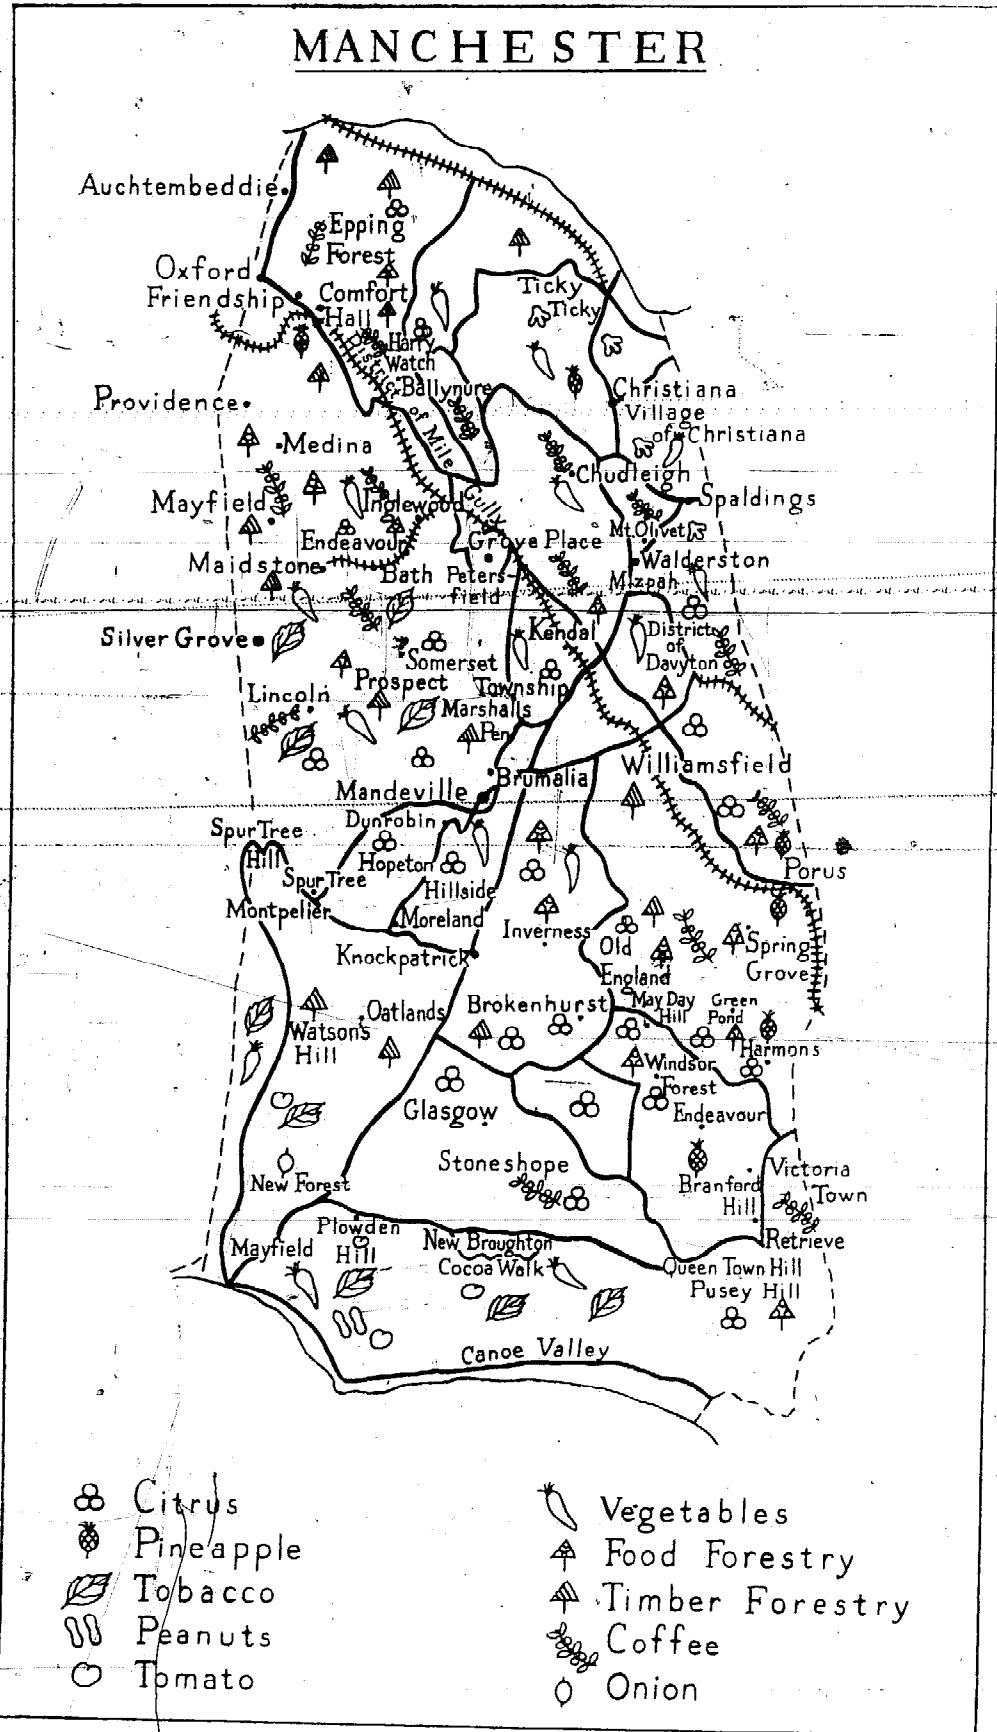 MANCHESTER
Auchtembeddie
Epping
Forest
Oxford
Friendship
Comfort
Hall
Ticky
Ticky
Harry
Watch
Ballynure
District
of Mile
Gully
Providence
Christiana
Village
of Christiana
Medina
Chudleigh
Mayfield
Inglewood
Spaldings
Endeavour
Grove Place
Mt. Olivet
Maidstone
Walderston
Bath
Peters-
field
Mizpah
Silver Grove
Kendal
District
of
Davyton
Somerset
Prospect
Township
Lincoln
Marshalls
Pen
Williamsfield
Brumalia
Mandeville
Dunrobin
Spur Tree
Hill
Hopeton
Porus
Spur Tree
Hillside
Montpelier
Moreland
Inverness
Old
England
Spring
Grove
Knockpatrick
Oatlands
Brokenhurst
May Day
Hill
Green
Pond
Watson's
Hill
Harmons
Windsor
Forest
Glasgow
Endeavour
Stoneshope
Victoria
Town
Branford
Hill
New Forest
Plowden
Hill
Mayfield
New Broughton
Retrieve
Cocoa Walk
Queen Town Hill
Pusey Hill
Canoe Valley
Citrus
Pineapple
Tobacco
Peanuts
Tomato
Vegetables
Food Forestry
Timber Forestry
Coffee
Onion